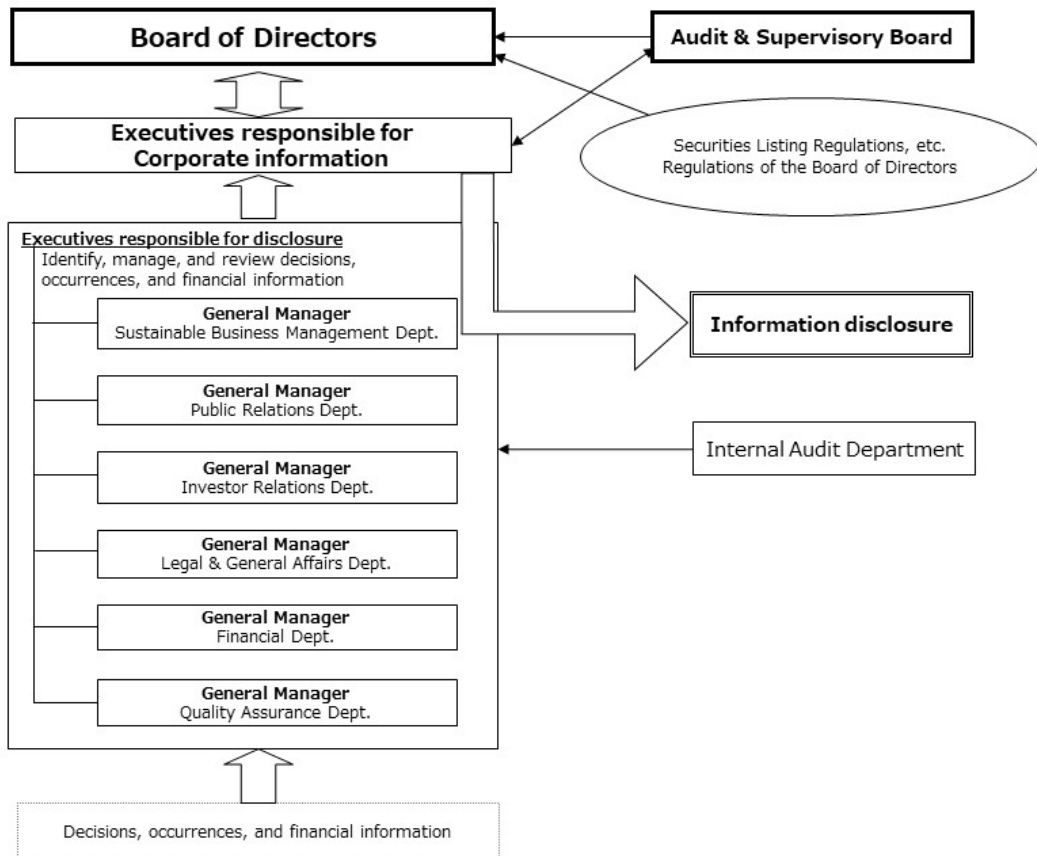 Board of Directors
Audit & Supervisory Board
Executives responsible for
Corporate information
Securities Listing Regulations, etc.
Regulations of the Board of Directors
Executives responsible for disclosure
Identify, manage, and review decisions,
occurrences, and financial information
General Manager
Sustainable Business Management Dept.
Information disclosure
General Manager
Public Relations Dept.
Internal Audit Department
General Manager
Investor Relations Dept.
General Manager
Legal & General Affairs Dept.
General Manager
Financial Dept.
General Manager
Quality Assurance Dept.
Decisions, occurrences, and financial information